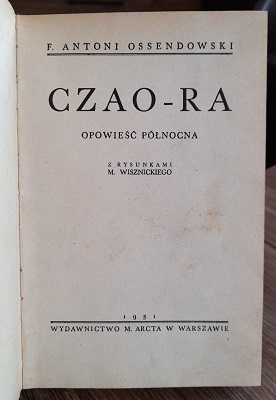 F. ANTONI OSSENDOWSKI
CZAO-RA
OPOWIEŚĆ PÓŁNOCNA
Z RYSUNKAMI
M. WISZNICKIEGO
1931
WYDAWNICTWO M. ARCTA W WARSZAWIE